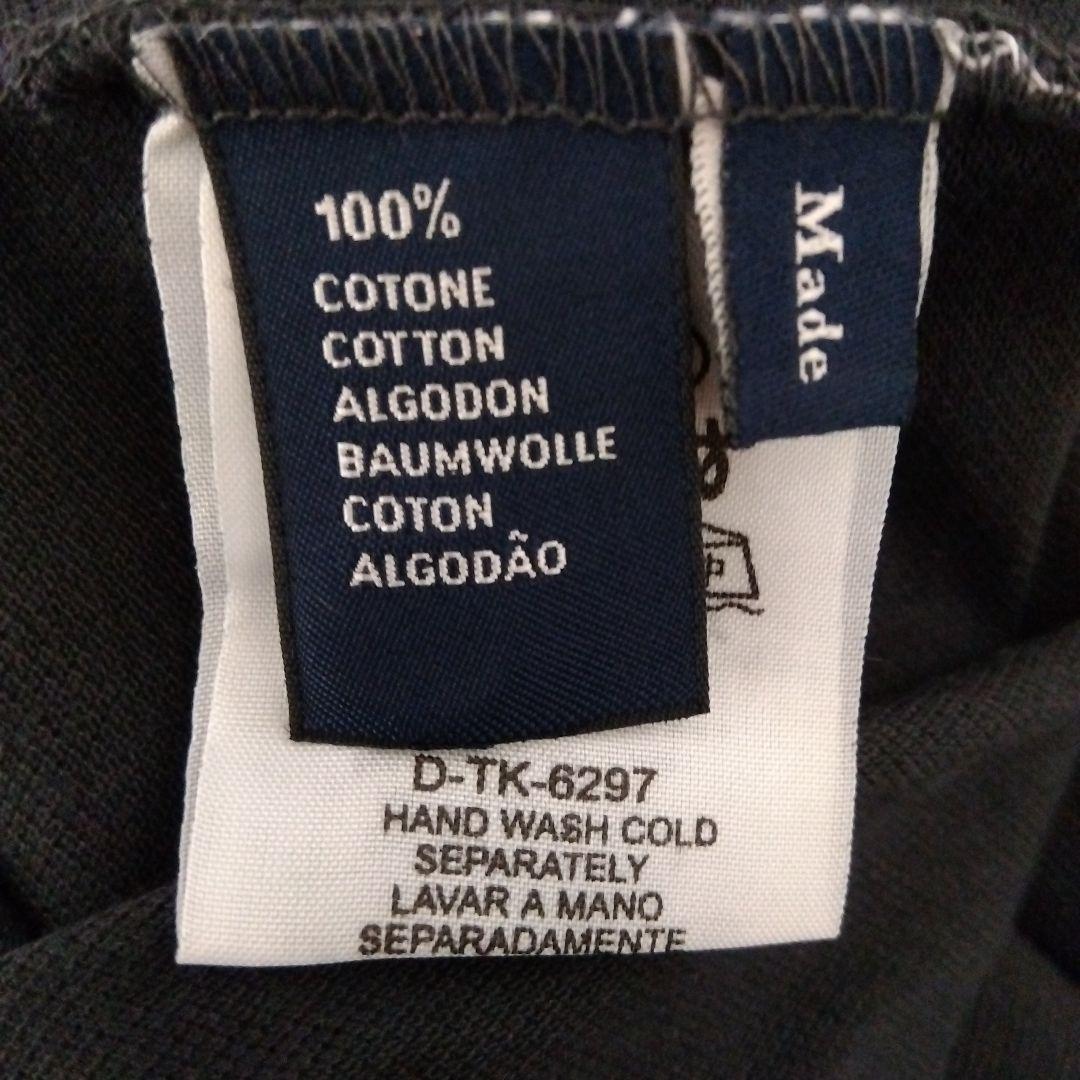 100%
COTONE
COTTON
ALGODON
BAUMWOLLE
COTON
ALGODÃO
Made
D-TK-6297
HAND WASH COLD
SEPARATELY
LAVAR A MANO
SEPARADAMENTE